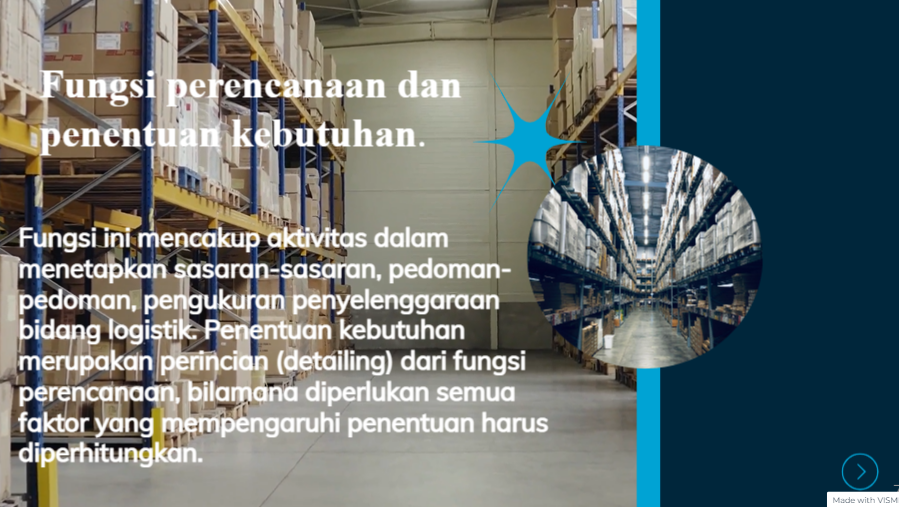 Fungsi perencanaan dan
penentuan kebutuhan.
Fungsi ini mencakup aktivitas dalam
menetapkan sasaran-sasaran, pedoman-
pedoman, pengukuran penyelenggaraan
bidang logistik. Penentuan kebutuhan
merupakan perincian (detailing) dari fungsi
perencanaan, bilamana diperlukan semua
faktor yang mempengaruhi penentuan harus
diperhitungkan.
Made with VISM